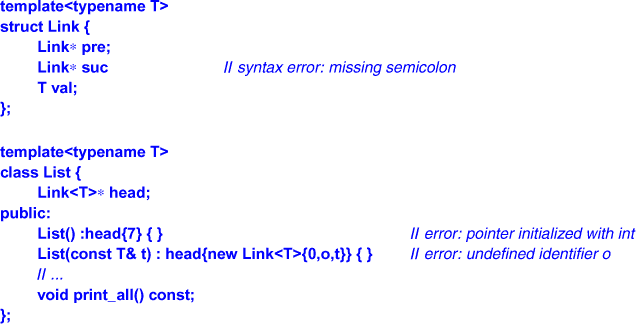 template<typename T>
struct Link {
Link∗ pre;
Link∗ suc // syntax error: missing semicolon
T val;
};
template<typename T>
class List {
Link<T>∗ head;
public:
List() :head{7} { } // error: pointer initialized with int
List(const T& t) : head{new Link<T>{0,o,t}} { } // error: undefined identifier o
// ...
void print_all() const;
};